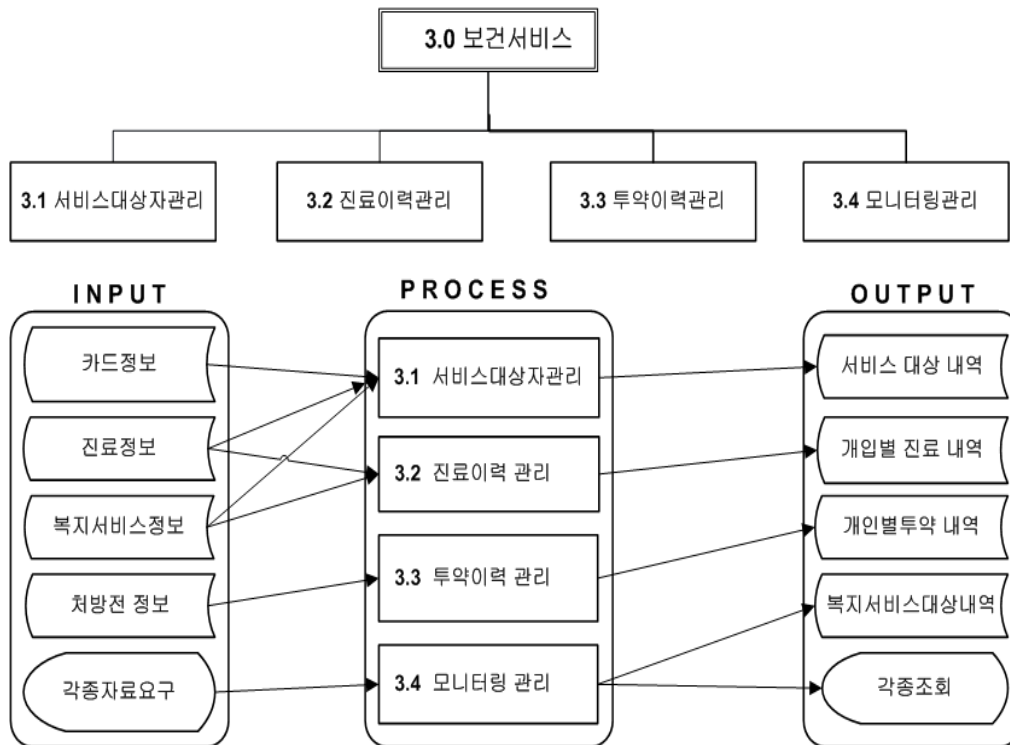 3.0 보건서비스
3.1 서비스대상자관리
3.2 진료이력관리
3.3 투약이력관리
3.4 모니터링관리
INPUT
PROCESS
OUTPUT
카드정보
진료정보
복지서비스정보
처방전 정보
각종자료요구
3.1 서비스대상자관리
3.2 진료이력 관리
3.3 투약이력 관리
3.4 모니터링 관리
서비스 대상 내역
개입별 진료 내역
개인별투약 내역
복지서비스대상내역
각종조회